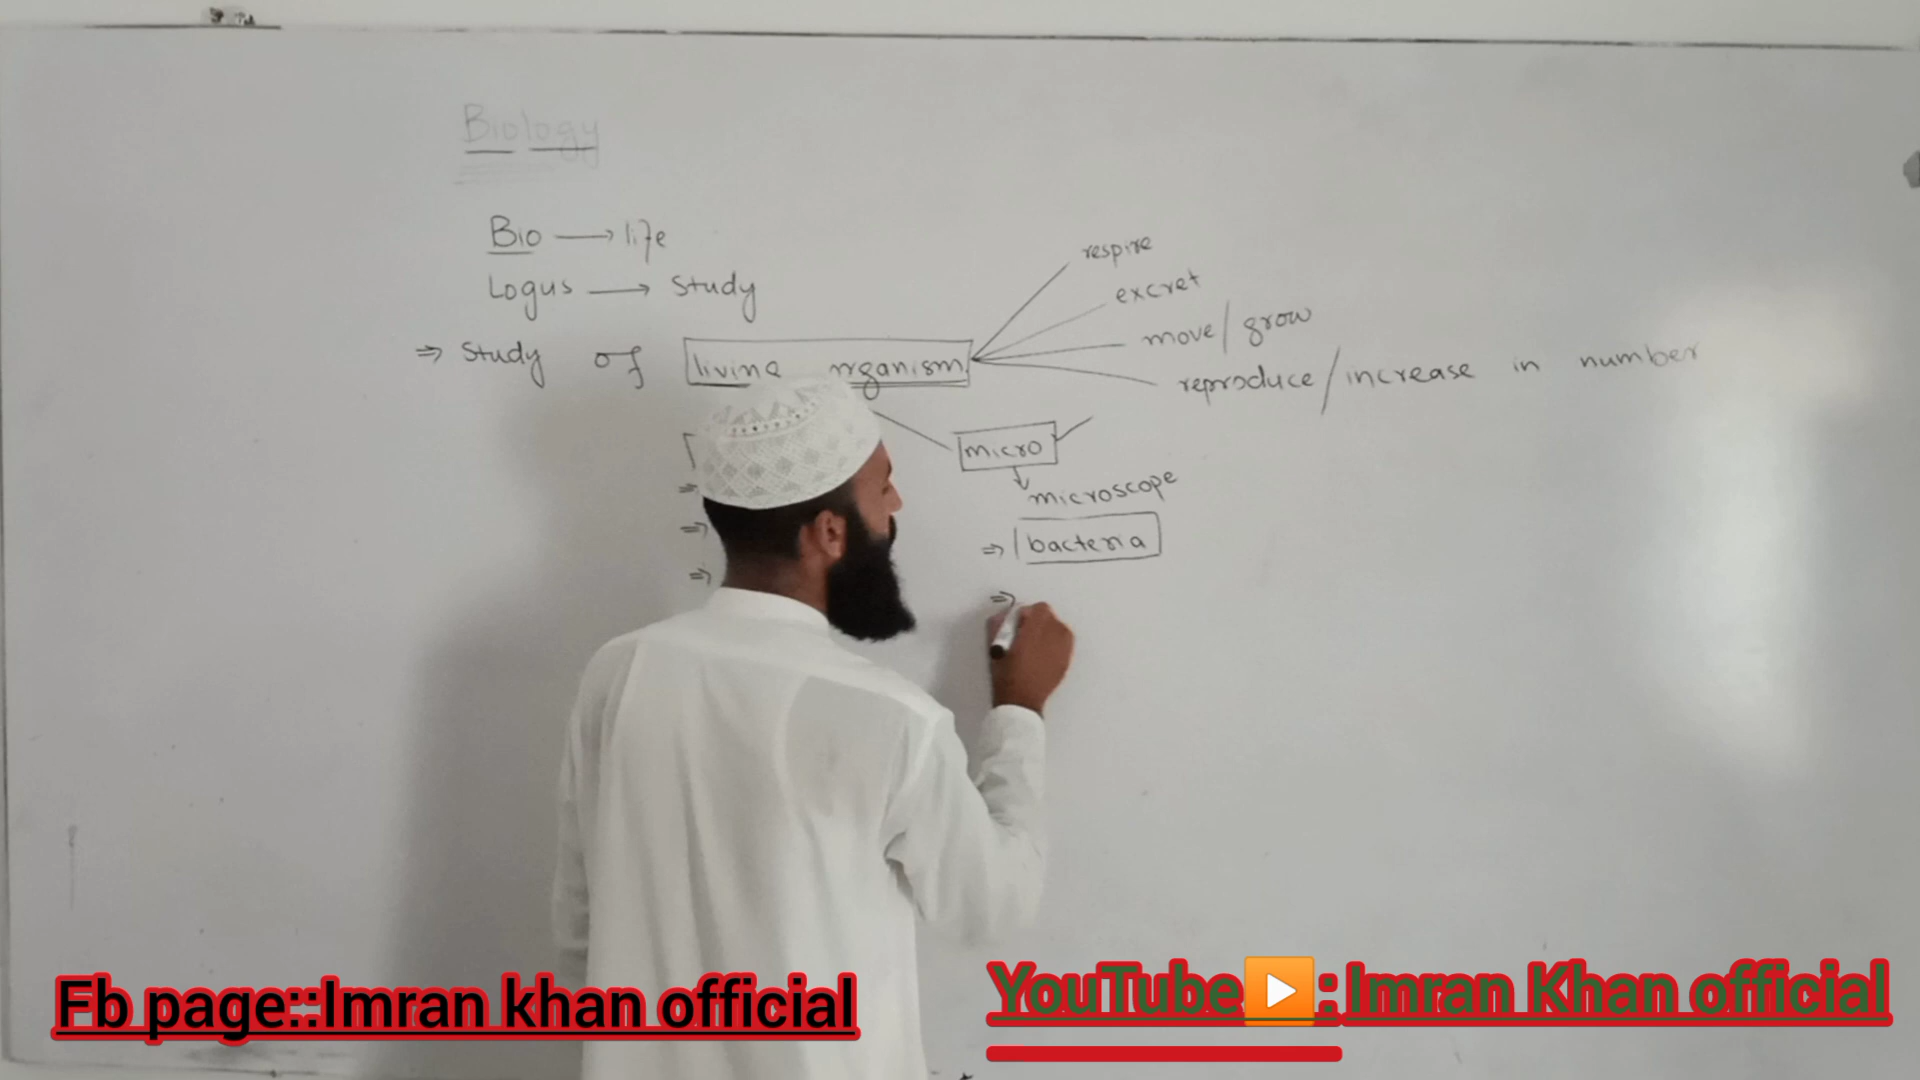 Biology
Bio → life
Logus → Study
⇒ Study of living organism
respire
excret
move/grow
reproduce/increase in number
micro
microscope
⇒ bacteria
⇒
Fb page::Imran khan official
YouTube▶️:Imran Khan official